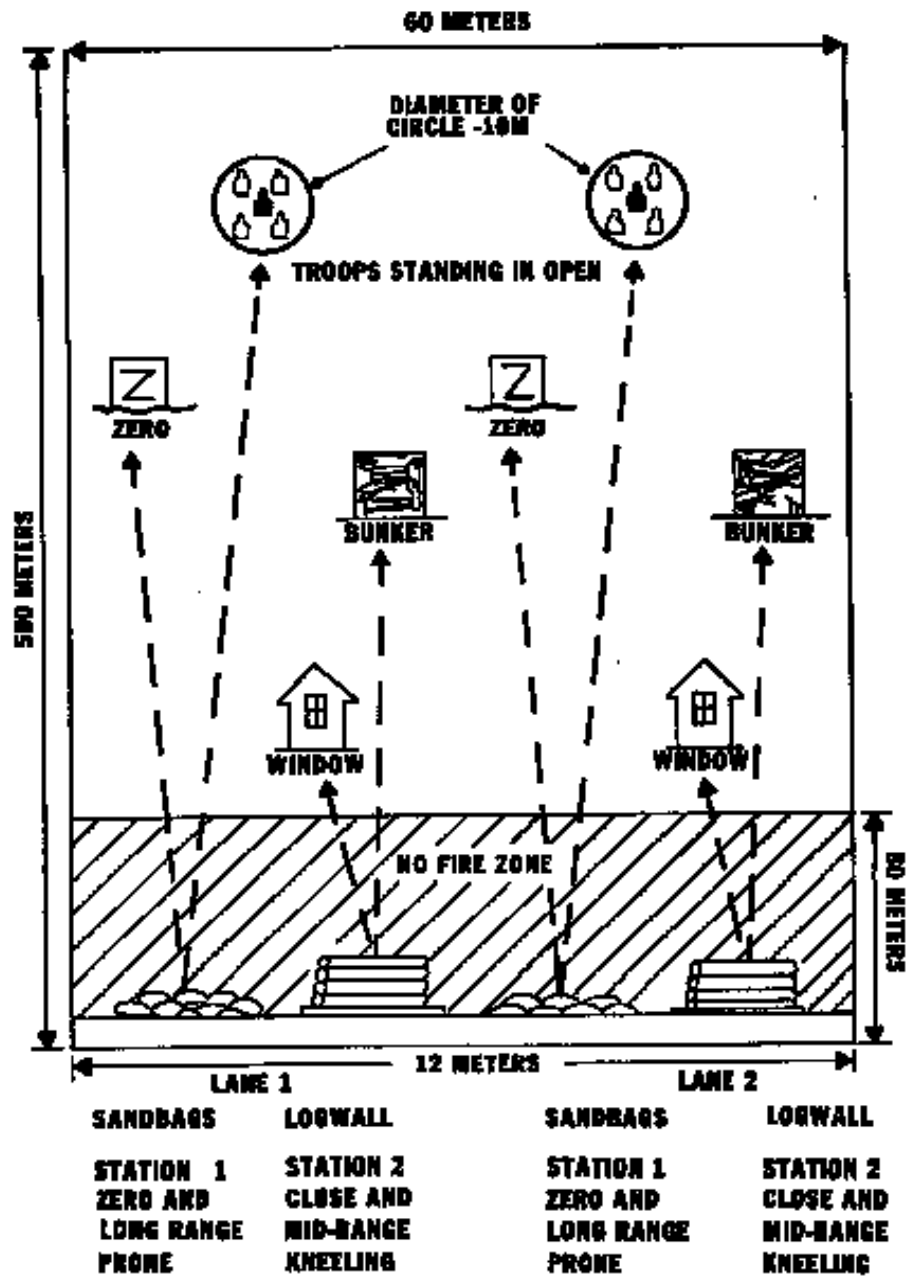 60 METERS
DIAMETER OF
CIRCLE -10M
TROOPS STANDING IN OPEN
Z
Z
ZERO
ZERO
BUNKER
BUNKER
500 METERS
WINDOW
WINDOW
NO FIRE ZONE
80 METERS
12 METERS
LANE 1
LANE 2
SANDBAGS LOGWALL SANDBAGS LOGWALL
STATION 1 STATION 2 STATION 1 STATION 2
ZERO AND CLOSE AND ZERO AND CLOSE AND
LONG RANGE MID-RANGE LONG RANGE MID-RANGE
PRONE KNEELING PRONE KNEELING